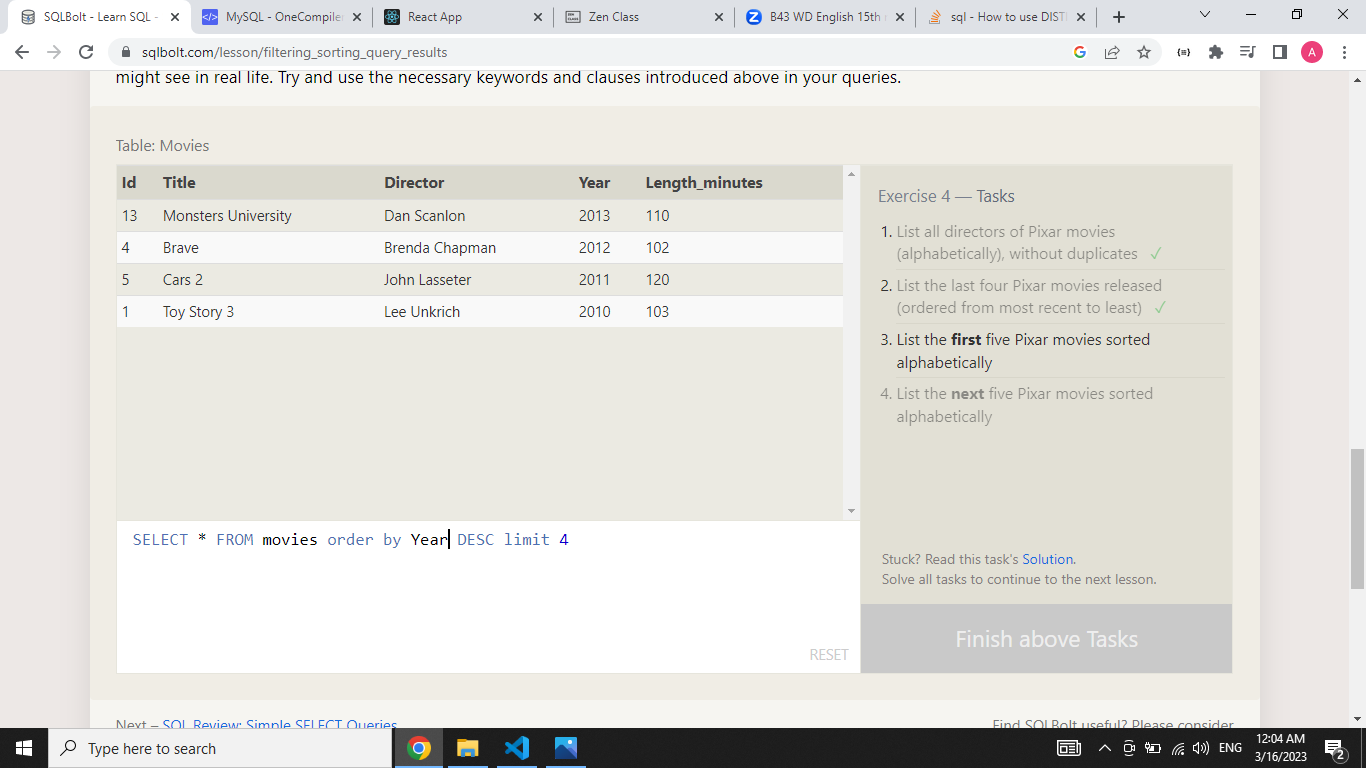 SQLBolt - Learn SQL -
MySQL - OneCompiler
React App
Zen Class
B43 WD English 15th
sql - How to use DISTI
sqlbolt.com/lesson/filtering_sorting_query_results
A
might see in real life. Try and use the necessary keywords and clauses introduced above in your queries.
Table: Movies
Id Title Director Year Length_minutes
13 Monsters University Dan Scanlon 2013 110
4 Brave Brenda Chapman 2012 102
5 Cars 2 John Lasseter 2011 120
1 Toy Story 3 Lee Unkrich 2010 103
SELECT * FROM movies order by Year DESC limit 4
RESET
Exercise 4 — Tasks
1. List all directors of Pixar movies
(alphabetically), without duplicates ✓
2. List the last four Pixar movies released
(ordered from most recent to least) ✓
3. List the first five Pixar movies sorted
alphabetically
4. List the next five Pixar movies sorted
alphabetically
Stuck? Read this task's Solution.
Solve all tasks to continue to the next lesson.
Finish above Tasks
Next – SQL Review: Simple SELECT Queries
Find SQLBolt useful? Please consider
Type here to search
ENG
12:04 AM
3/16/2023
2